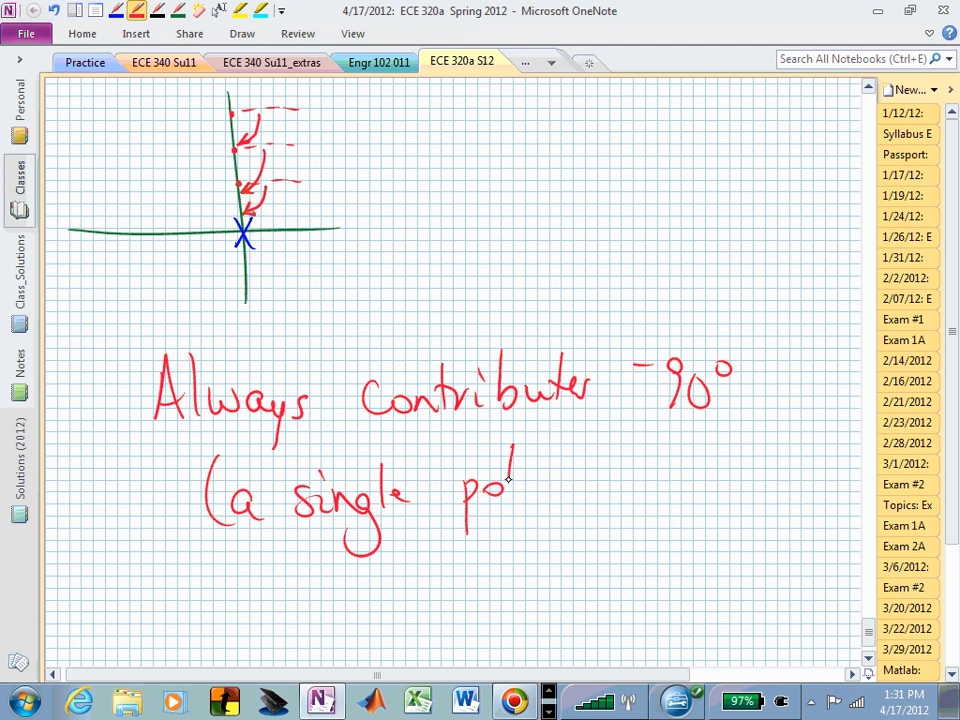 4/17/2012: ECE 320a Spring 2012 - Microsoft OneNote
File Home Insert Share Draw Review View
Practice ECE 340 Su11 ECE 340 Su11_extras Engr 102 011 ECE 320a S12 ...
Search All Notebooks (Ctrl+E)
New...
Personal
Classes
Class_Solutions
Notes
Solutions (2012)
Always contributes -90°
(a single pol
1/12/12:
Syllabus E
Passport:
1/17/12:
1/19/12:
1/24/12:
1/26/12: E
1/31/12:
2/2/2012:
2/07/12: E
Exam #1
Exam 1A
2/14/2012
2/16/2012
2/21/2012
2/23/2012
2/28/2012
3/1/2012:
Exam #2
Topics: Ex
Exam 1A
Exam 2A
3/6/2012:
Exam #2
3/20/2012
3/22/2012
3/29/2012
Matlab:
97%
1:31 PM
4/17/2012